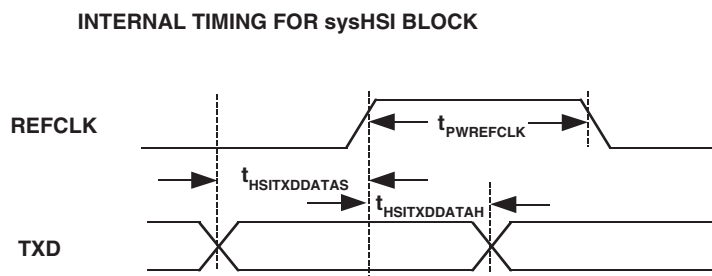 INTERNAL TIMING FOR sysHSI BLOCK
REFCLK
tPWREFCLK
tHSITXDDATAS
tHSITXDDATAH
TXD